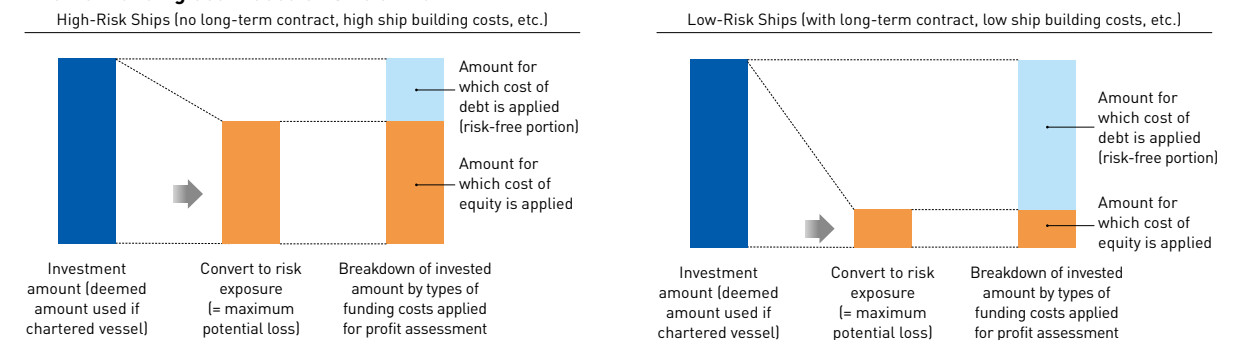 High-Risk Ships (no long-term contract, high ship building costs, etc.)
Amount for
which cost of
debt is applied
(risk-free portion)
Amount for
which cost of
equity is applied
Investment
amount (deemed
amount used if
chartered vessel)
Convert to risk
exposure
(= maximum
potential loss)
Breakdown of invested
amount by types of
funding costs applied
for profit assessment
Low-Risk Ships (with long-term contract, low ship building costs, etc.)
Amount for
which cost of
debt is applied
(risk-free portion)
Amount for
which cost of
equity is applied
Investment
amount (deemed
amount used if
chartered vessel)
Convert to risk
exposure
(= maximum
potential loss)
Breakdown of invested
amount by types of
funding costs applied
for profit assessment